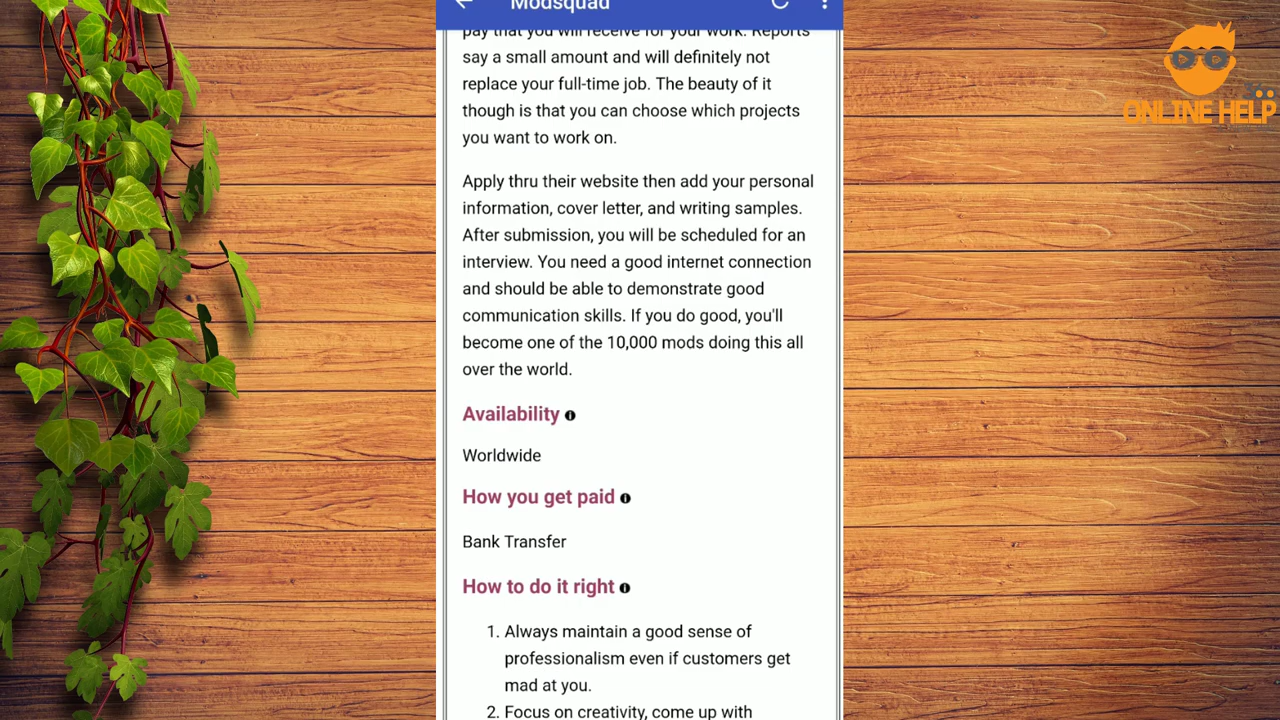 Modsquad
ONLINE HELP
pay that you will receive for your work. Reports
say a small amount and will definitely not
replace your full-time job. The beauty of it
though is that you can choose which projects
you want to work on.
Apply thru their website then add your personal
information, cover letter, and writing samples.
After submission, you will be scheduled for an
interview. You need a good internet connection
and should be able to demonstrate good
communication skills. If you do good, you'll
become one of the 10,000 mods doing this all
over the world.
Availability
Worldwide
How you get paid
Bank Transfer
How to do it right
1. Always maintain a good sense of
professionalism even if customers get
mad at you.
2. Focus on creativity, come up with